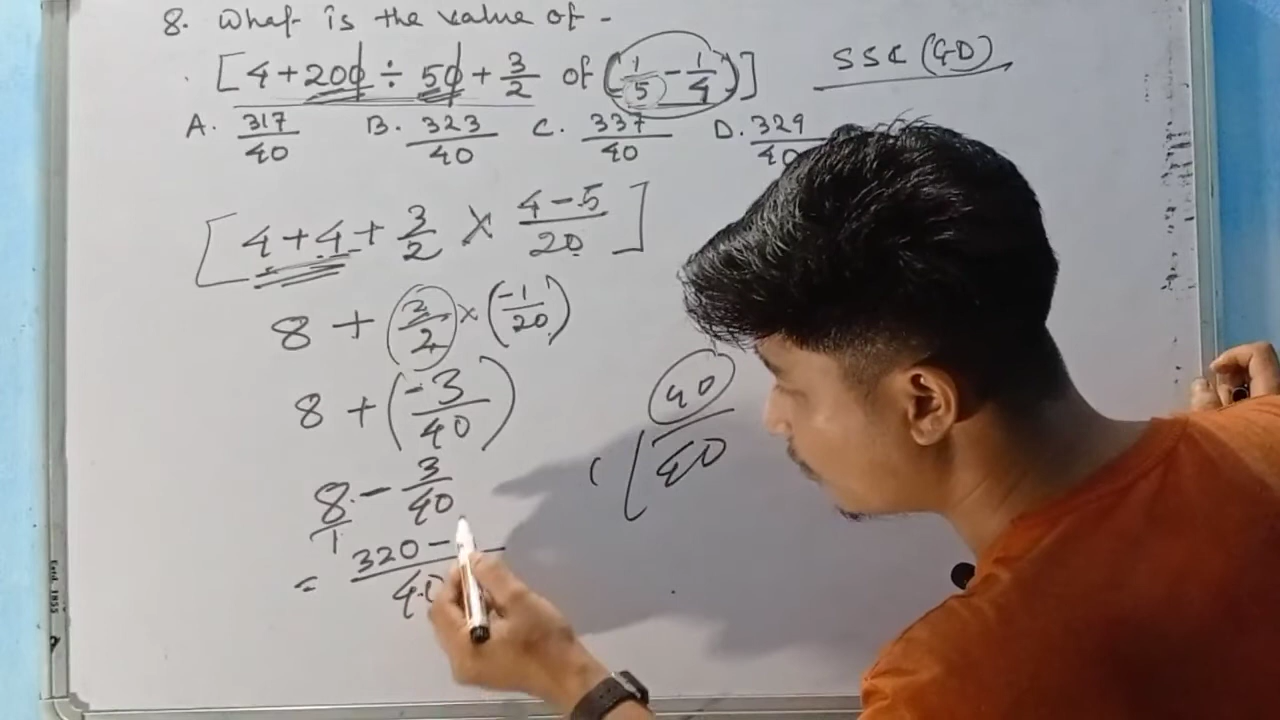 8. What is the value of -
[4+200÷50+3/2 of (1/5-1/4)] SSC (GD)
A. 317/40 B. 323/40 C. 337/40 D. 329/40
[4+4+3/2 × 4-5/20]
8+3/2×(-1/20)
8+(-3/40)
40/40
8/1-3/40
= 320-/40